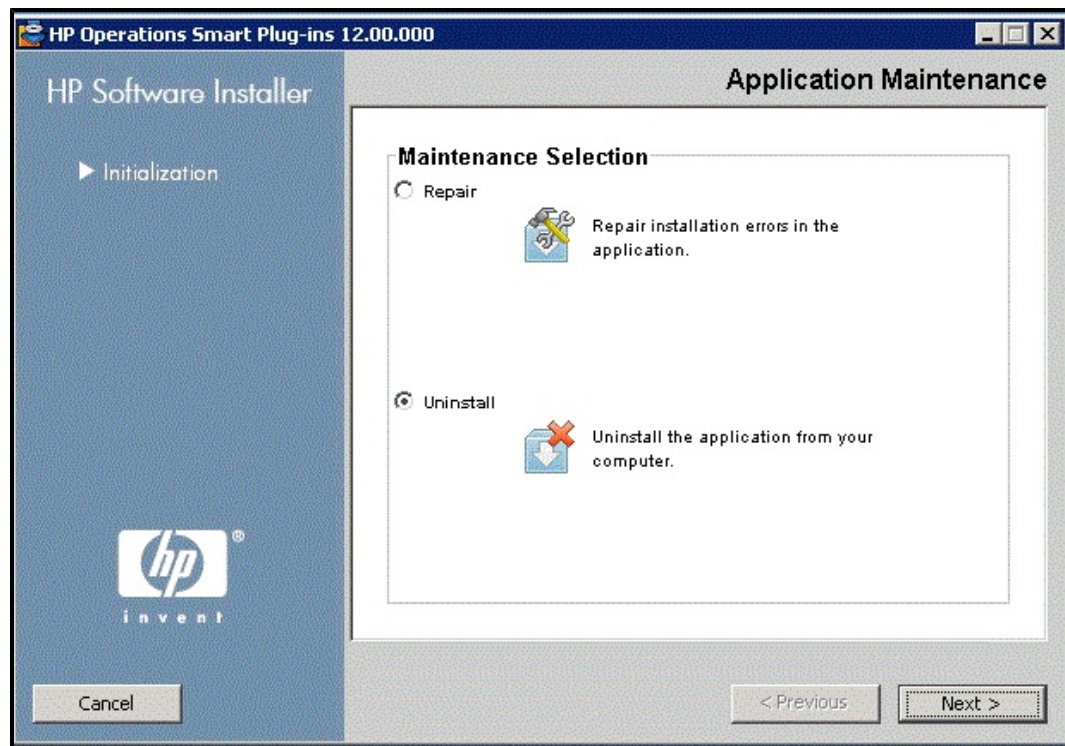 HP Operations Smart Plug-ins 12.00.000
HP Software Installer
Application Maintenance
Initialization
Maintenance Selection
Repair
Repair installation errors in the
application.
Uninstall
Uninstall the application from your
computer.
hp
®
invent
Cancel
< Previous
Next >